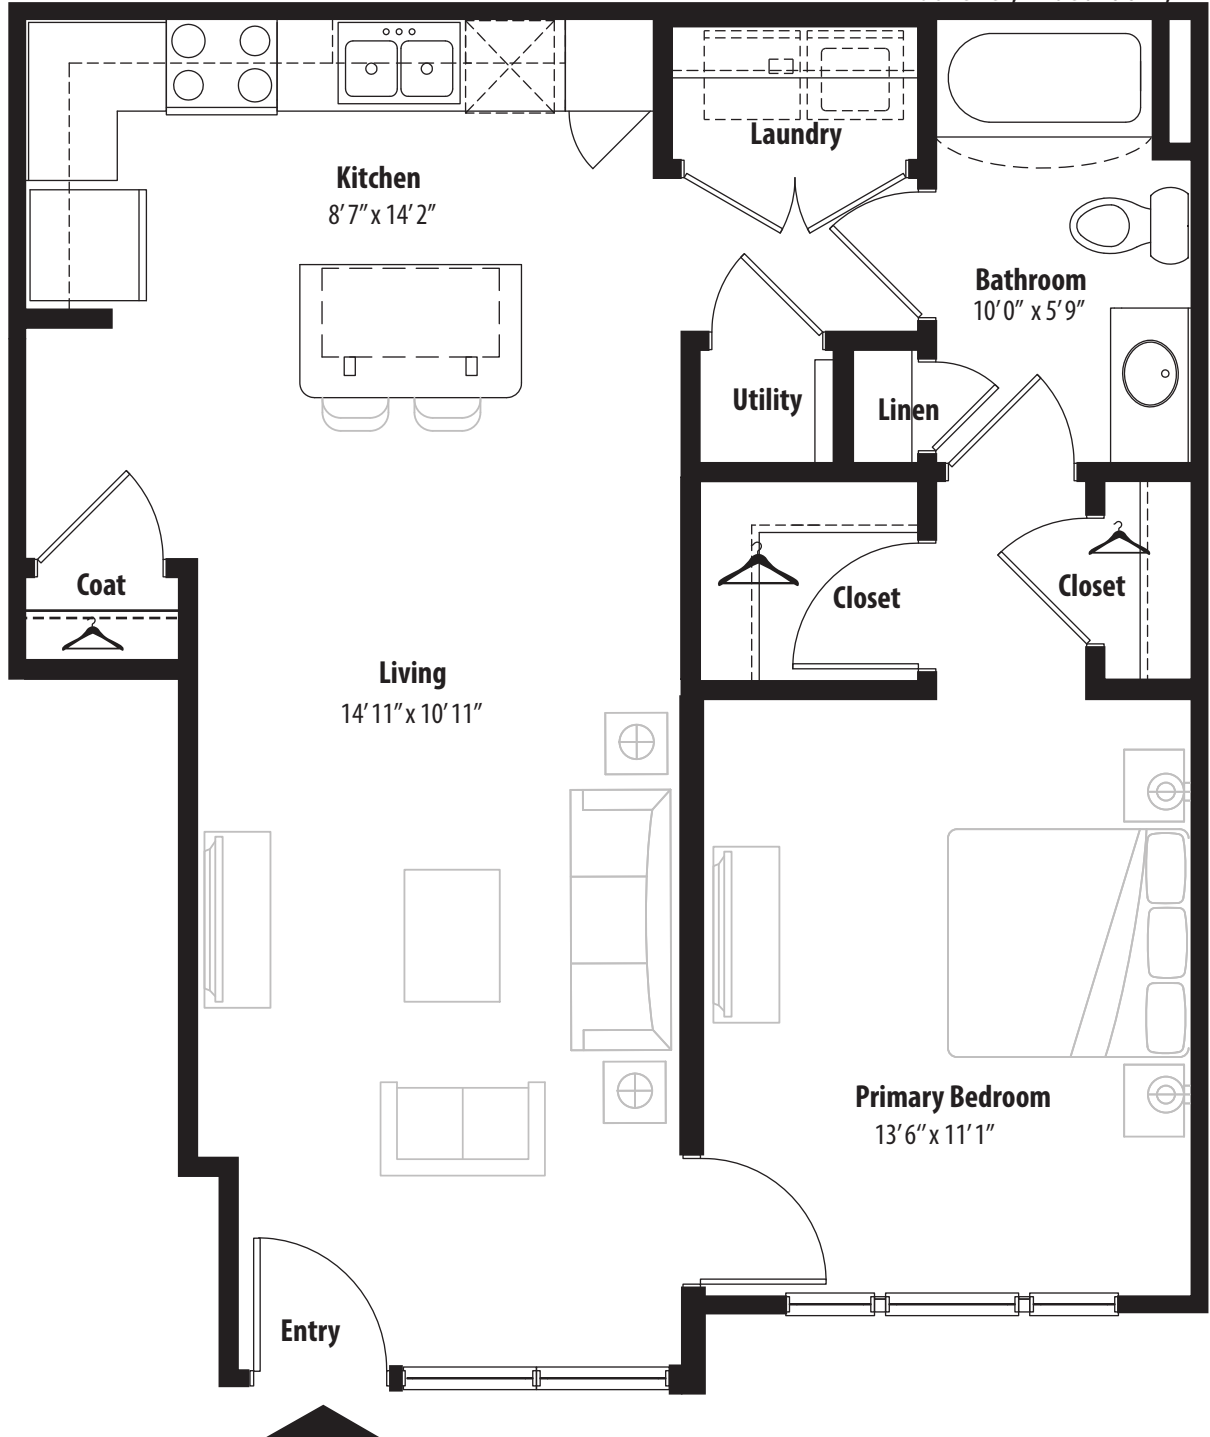 Laundry
Kitchen
8’7” x 14’2”
Bathroom
10’0” x 5’9”
Utility
Linen
Coat
Closet
Closet
Living
14’11” x 10’11”
Primary Bedroom
13’6” x 11’1”
Entry